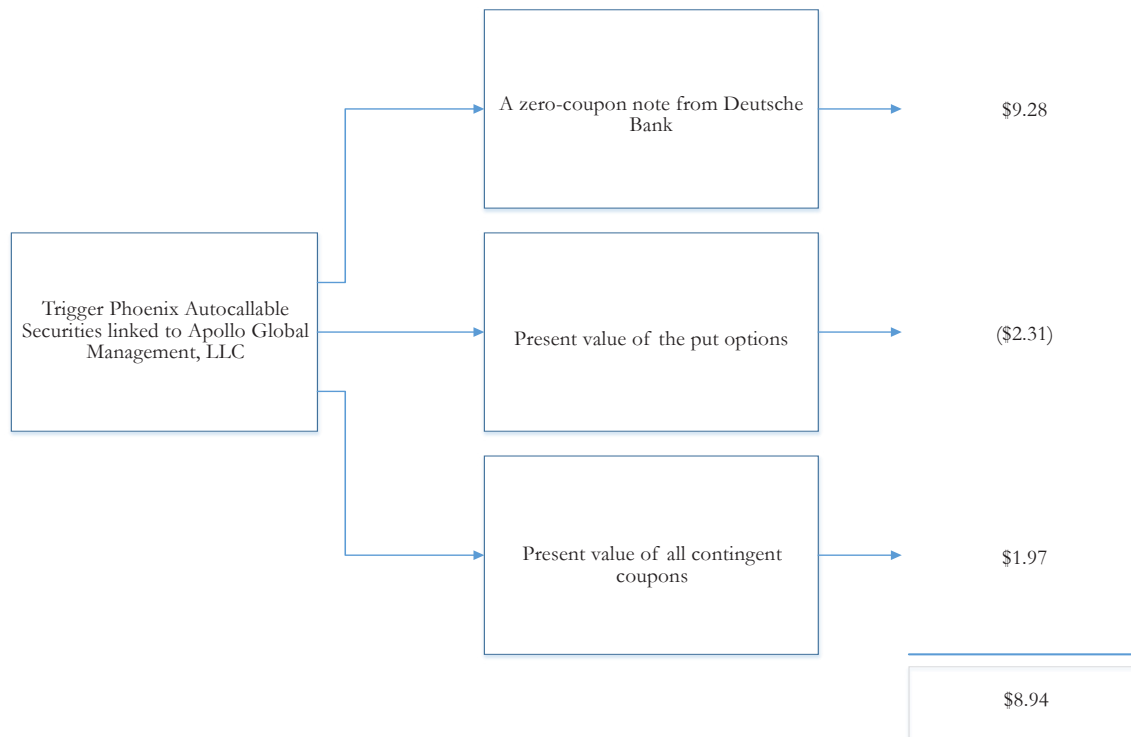 A zero-coupon note from Deutsche
Bank
$9.28
Trigger Phoenix Autocallable
Securities linked to Apollo Global
Management, LLC
Present value of the put options
($2.31)
Present value of all contingent
coupons
$1.97
$8.94